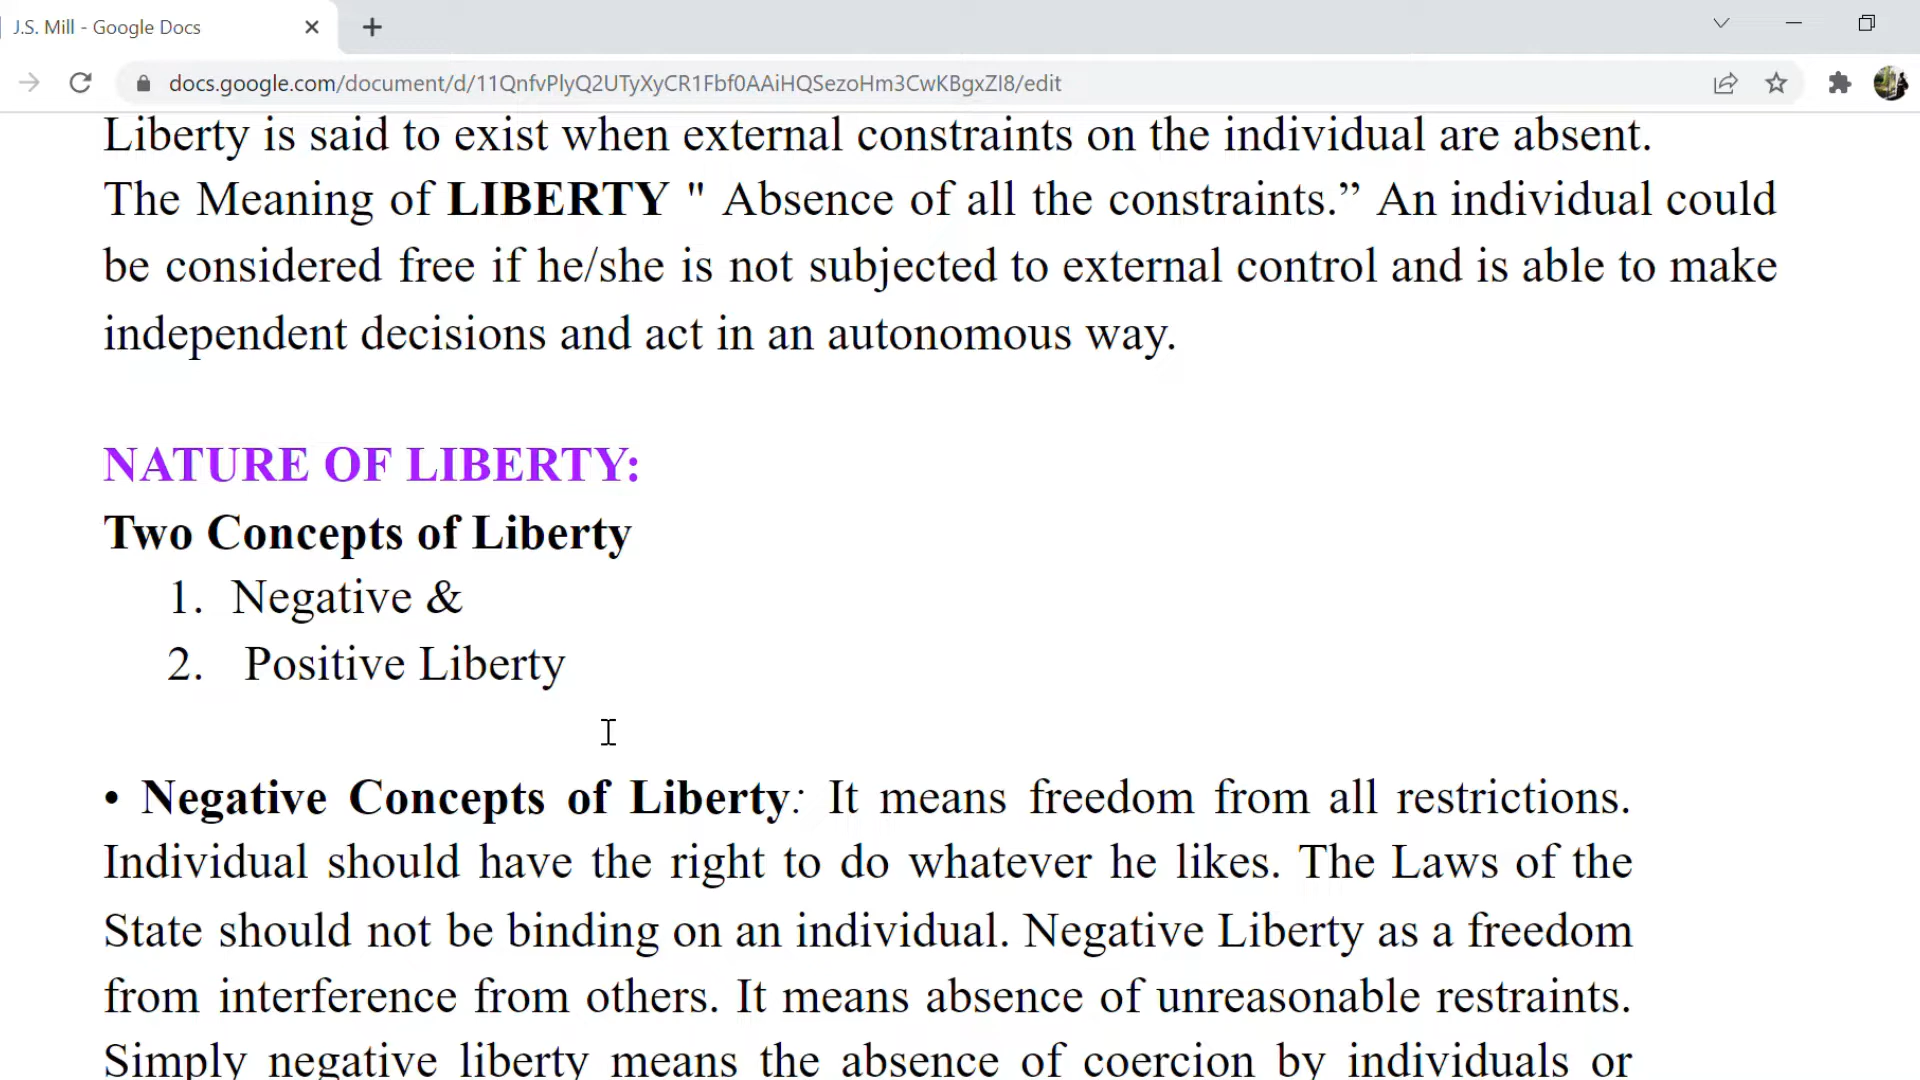 J.S. Mill - Google Docs
docs.google.com/document/d/11QnfvPlyQ2UTyXyCR1Fbf0AAiHQSezoHm3CwKBgxZI8/edit
Liberty is said to exist when external constraints on the individual are absent.
The Meaning of LIBERTY " Absence of all the constraints.” An individual could
be considered free if he/she is not subjected to external control and is able to make
independent decisions and act in an autonomous way.
NATURE OF LIBERTY:
Two Concepts of Liberty
1. Negative &
2. Positive Liberty
• Negative Concepts of Liberty: It means freedom from all restrictions.
Individual should have the right to do whatever he likes. The Laws of the
State should not be binding on an individual. Negative Liberty as a freedom
from interference from others. It means absence of unreasonable restraints.
Simply negative liberty means the absence of coercion by individuals or